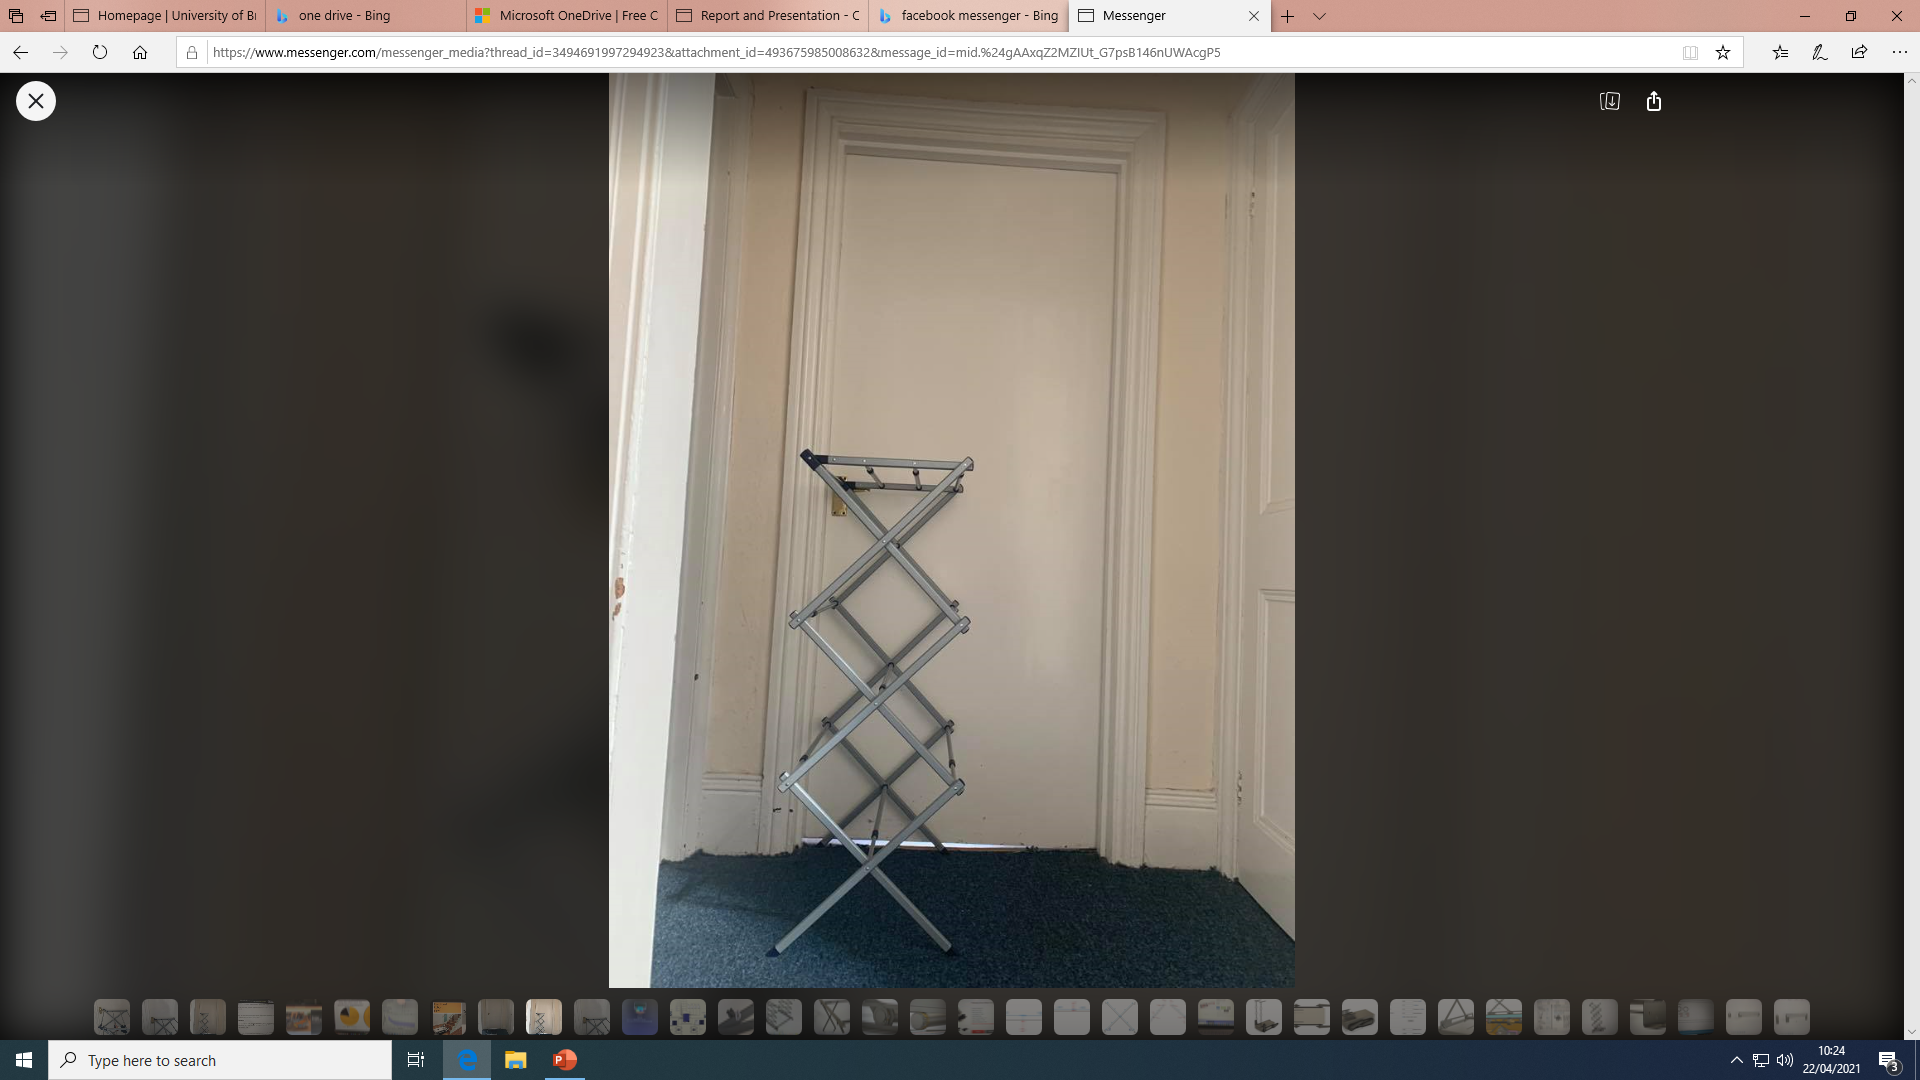 Homepage | University of Br
one drive - Bing
Microsoft OneDrive | Free C
Report and Presentation - C
facebook messenger - Bing
Messenger
https://www.messenger.com/messenger_media?thread_id=3494691997294923&attachment_id=493675985008632&message_id=mid.%24gAAxqZ2MZIUt_G7psB146nUWAcgP5
Type here to search
10:24
22/04/2021
3